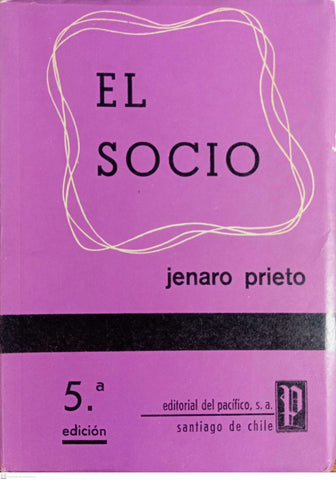 EL
SOCIO
jenaro prieto
5.ª
edición
editorial del pacífico, s. a.
santiago de chile
P